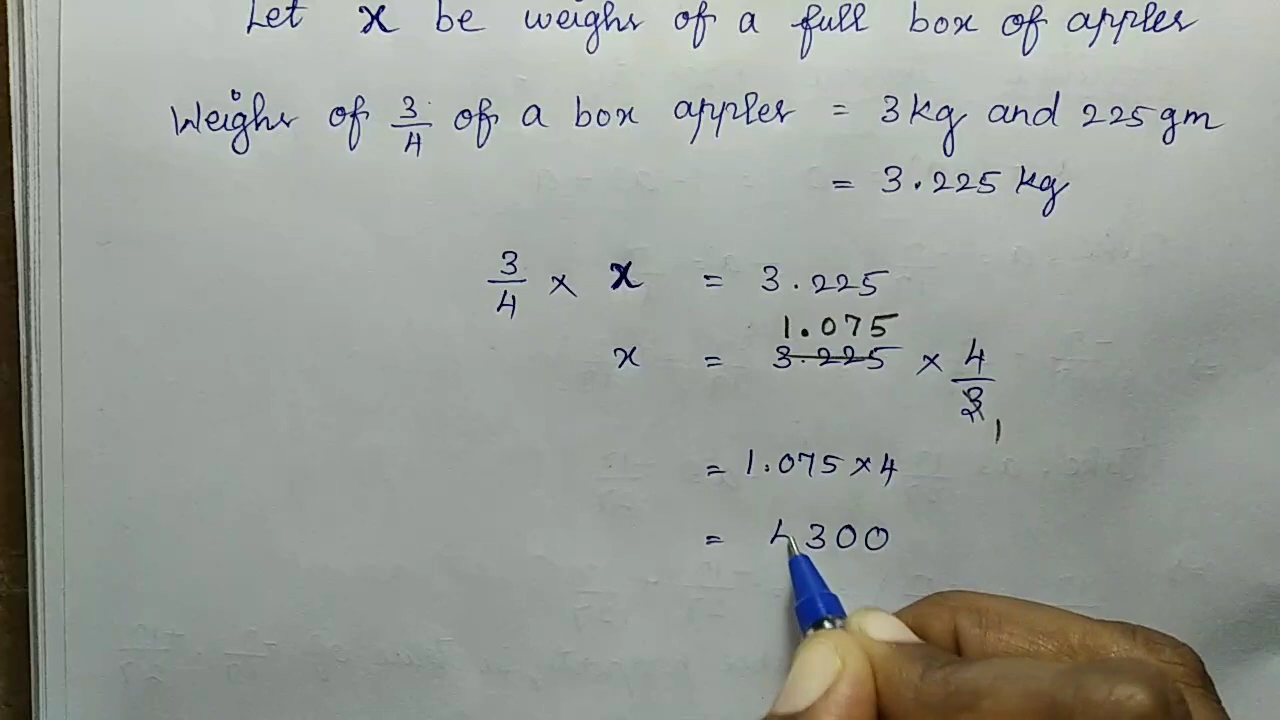 Let x be weight of a full box of apples
Weight of 3/4 of a box apples = 3 kg and 225 gm
= 3.225 kg
3/4 × x = 3.225
1.075
x = 3.225 × 4/3 1
= 1.075 × 4
= 4300